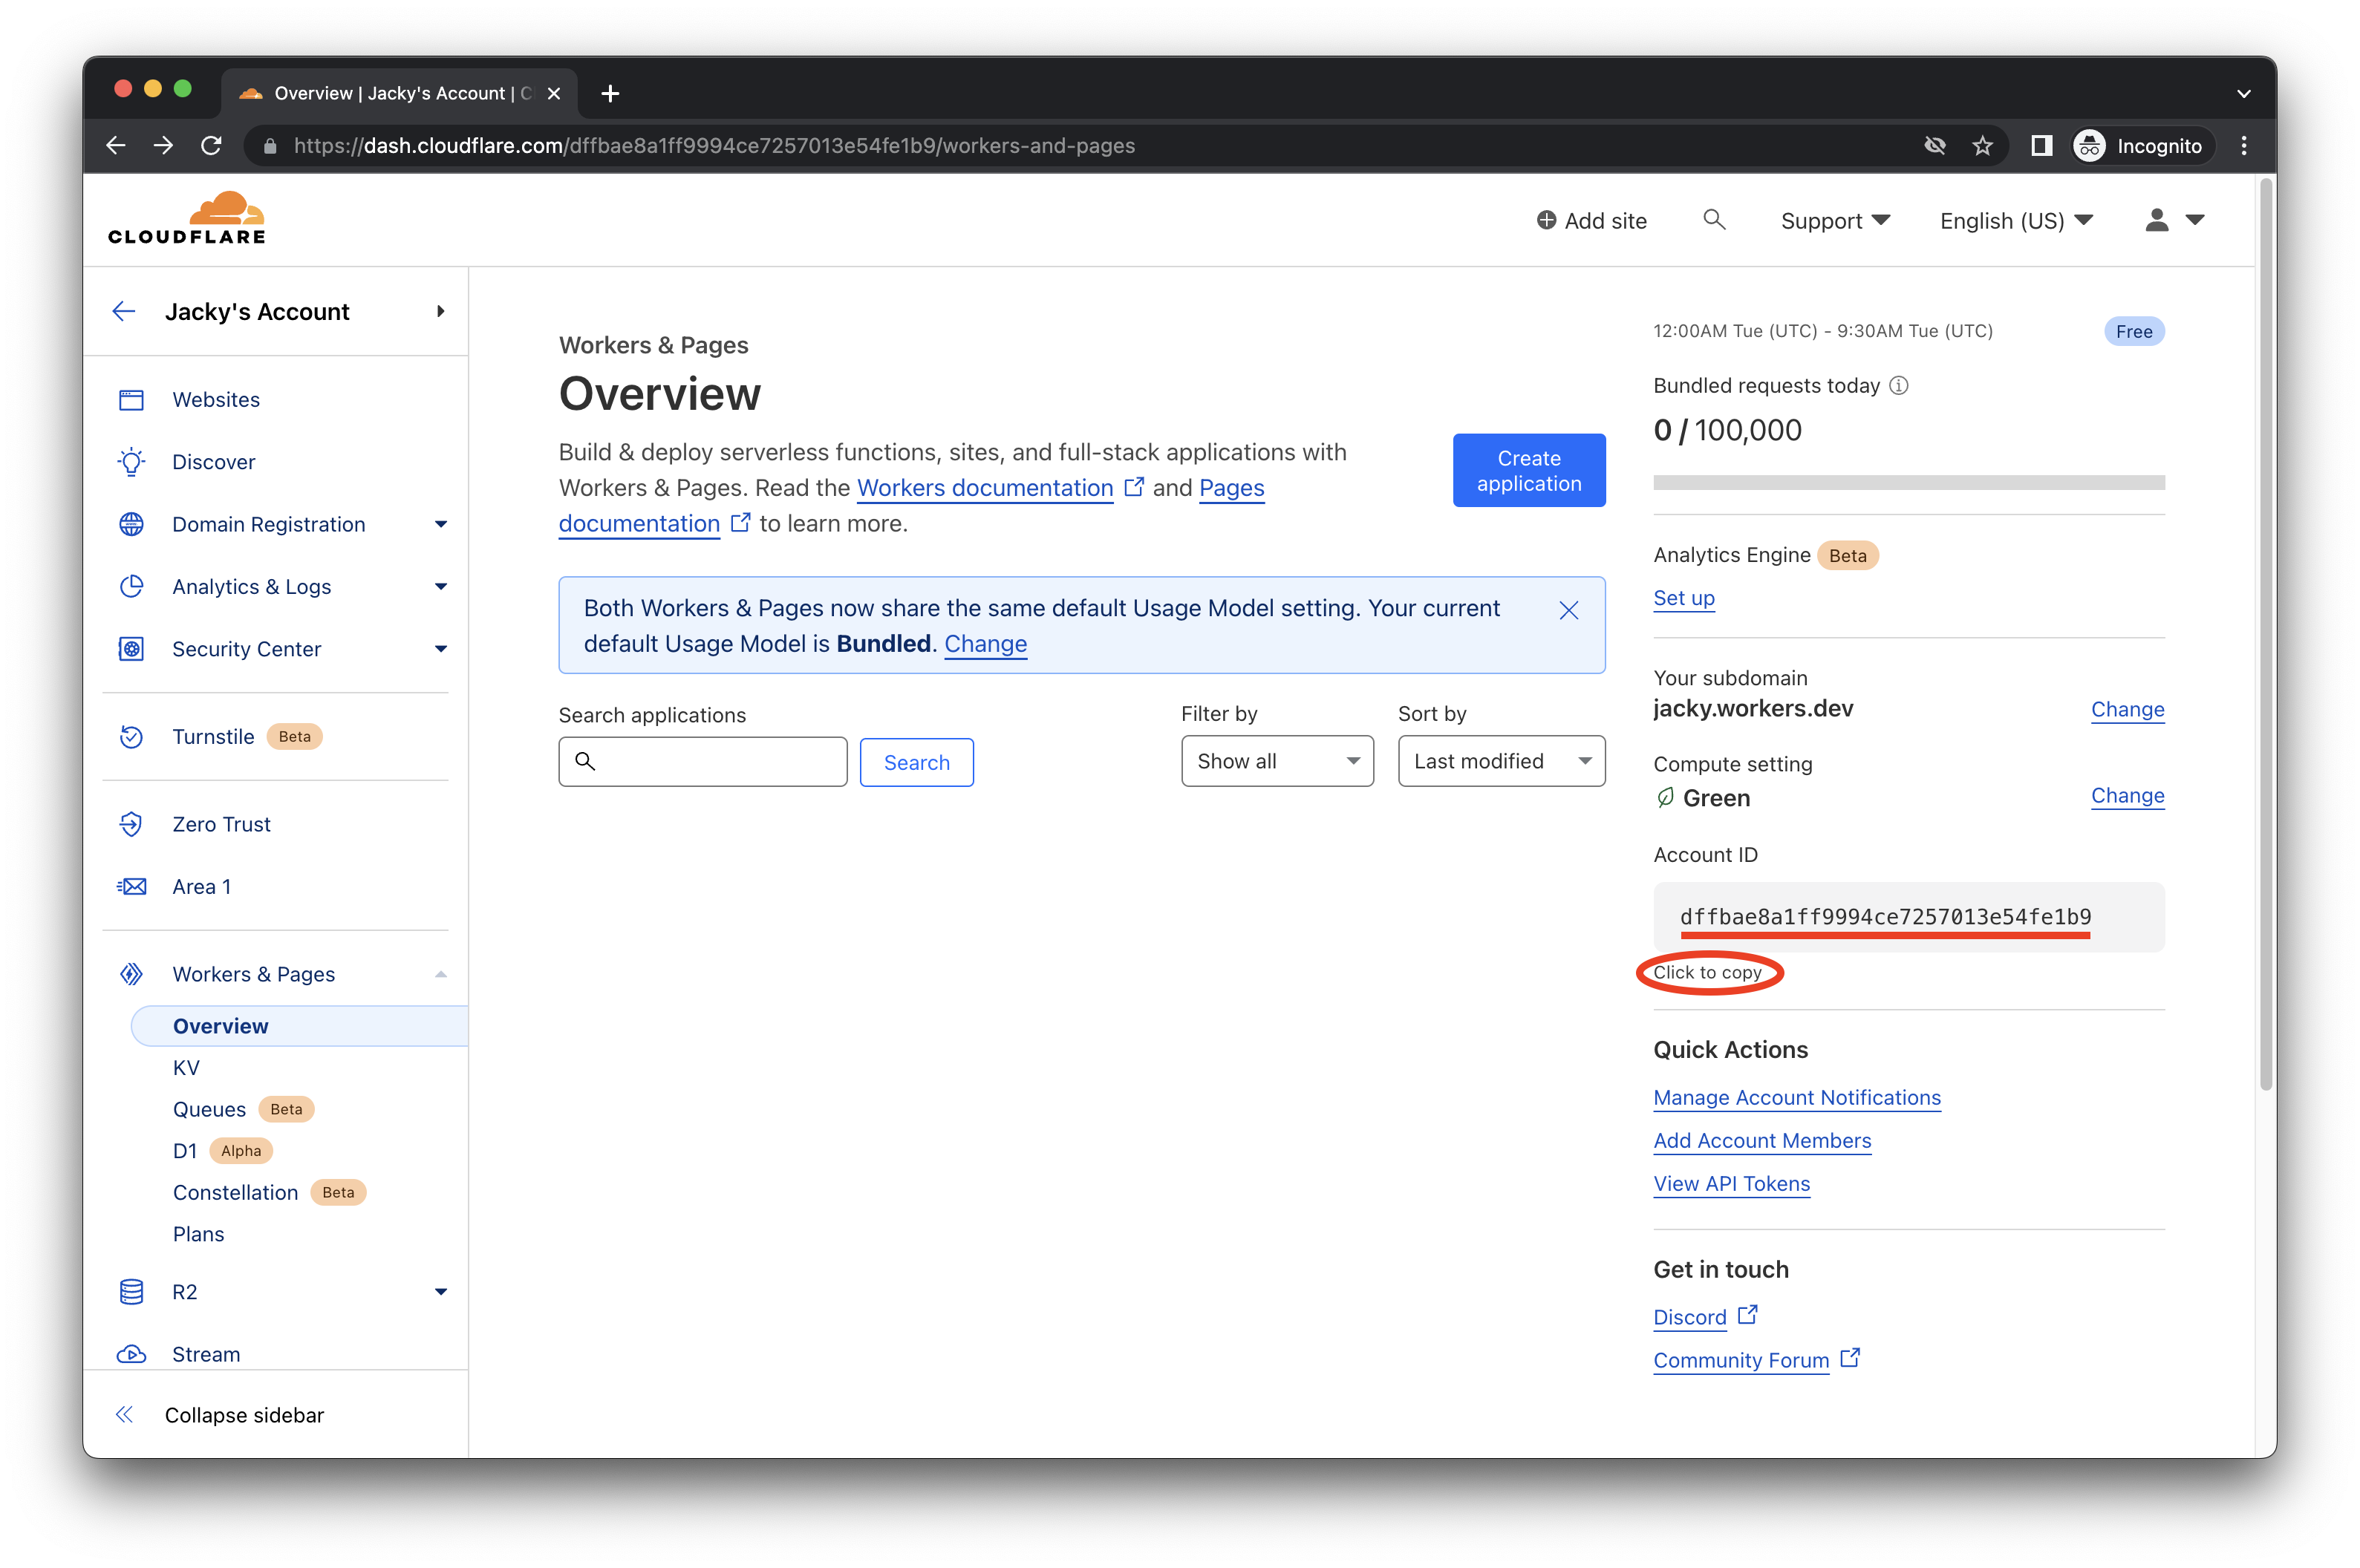 Overview | Jacky's Account |
https://dash.cloudflare.com/dffbae8a1ff9994ce7257013e54fe1b9/workers-and-pages
Incognito
CLOUDFLARE
Add site
Support
English (US)
Jacky's Account
Websites
Discover
Domain Registration
Analytics & Logs
Security Center
Turnstile Beta
Zero Trust
Area 1
Workers & Pages
Overview
KV
Queues Beta
D1 Alpha
Constellation Beta
Plans
R2
Stream
Collapse sidebar
Workers & Pages
Overview
Build & deploy serverless functions, sites, and full-stack applications with
Workers & Pages. Read the Workers documentation and Pages
documentation to learn more.
Create
application
Both Workers & Pages now share the same default Usage Model setting. Your current
default Usage Model is Bundled. Change
Search applications
Search
Filter by
Show all
Sort by
Last modified
12:00AM Tue (UTC) - 9:30AM Tue (UTC)
Free
Bundled requests today
0 / 100,000
Analytics Engine Beta
Set up
Your subdomain
jacky.workers.dev
Change
Compute setting
Green
Change
Account ID
dffbae8a1ff9994ce7257013e54fe1b9
Click to copy
Quick Actions
Manage Account Notifications
Add Account Members
View API Tokens
Get in touch
Discord
Community Forum